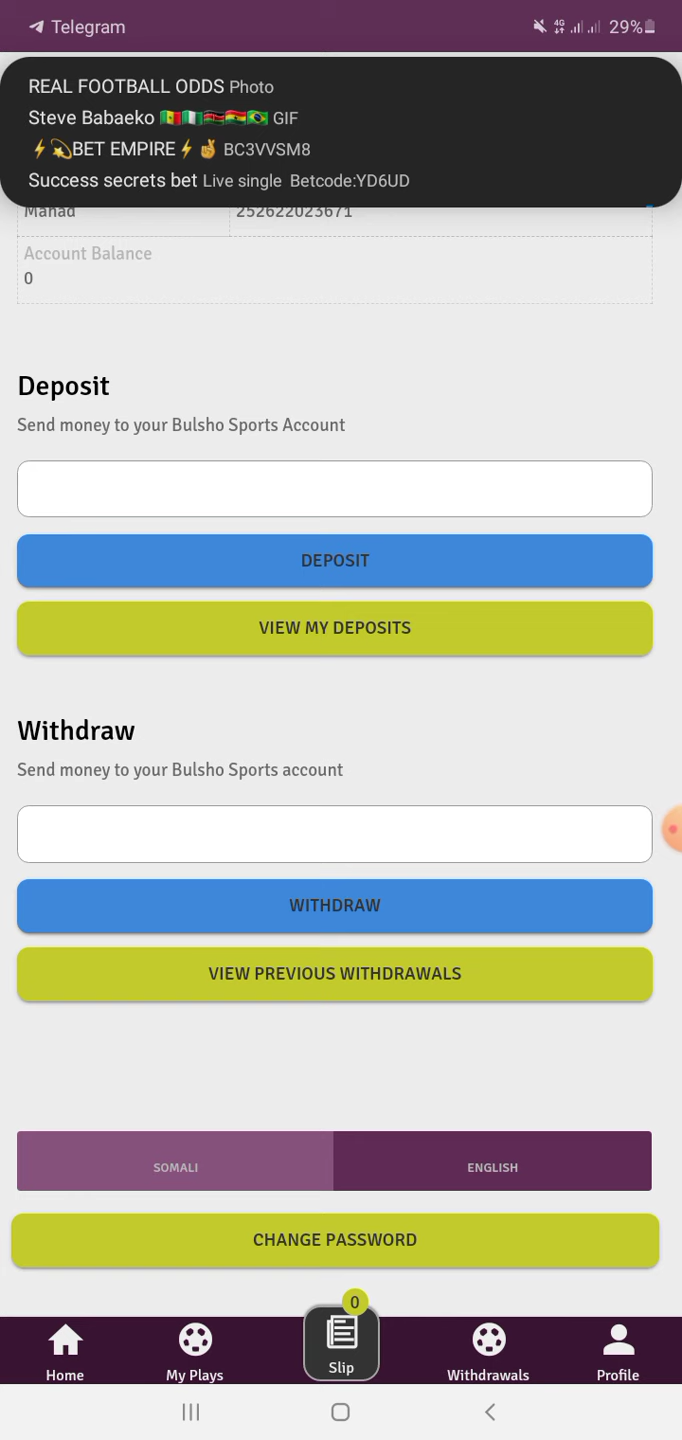 Telegram
4G
29%
REAL FOOTBALL ODDS Photo
Steve Babaeko 🇸🇳🇳🇬🇰🇪🇬🇭🇧🇷 GIF
⚡💫BET EMPIRE⚡✌ BC3VVSM8
Success secrets bet Live single Betcode:YD6UD
Mahad 252622023671
Account Balance
0
Deposit
Send money to your Bulsho Sports Account
DEPOSIT
VIEW MY DEPOSITS
Withdraw
Send money to your Bulsho Sports account
WITHDRAW
VIEW PREVIOUS WITHDRAWALS
SOMALI ENGLISH
CHANGE PASSWORD
0
Home My Plays Slip Withdrawals Profile